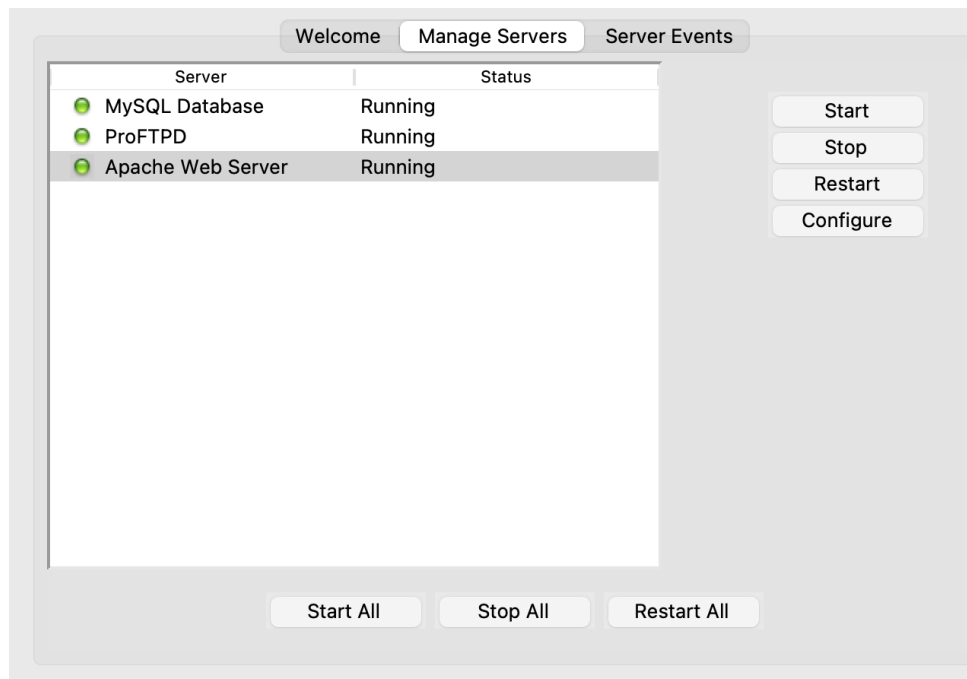 Welcome Manage Servers Server Events
Server Status
MySQL Database Running
ProFTPD Running
Apache Web Server Running
Start
Stop
Restart
Configure
Start All Stop All Restart All